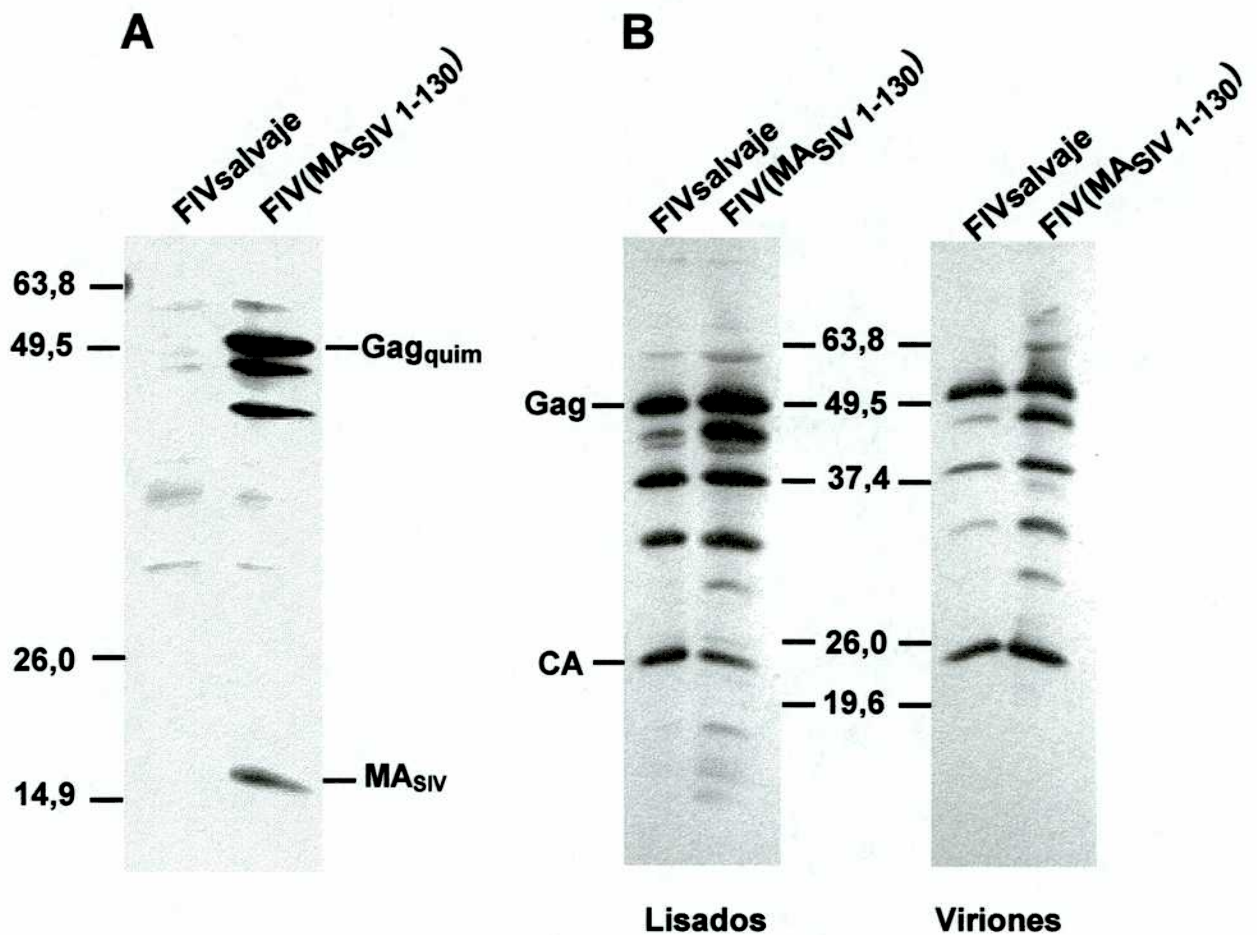 A
FIVsalvaje
FIV(MASIV 1-130)
63,8
49,5
Gagquim
26,0
MASIV
14,9
B
FIVsalvaje
FIV(MASIV 1-130)
FIVsalvaje
FIV(MASIV 1-130)
63,8
Gag
49,5
37,4
26,0
CA
19,6
Lisados
Viriones